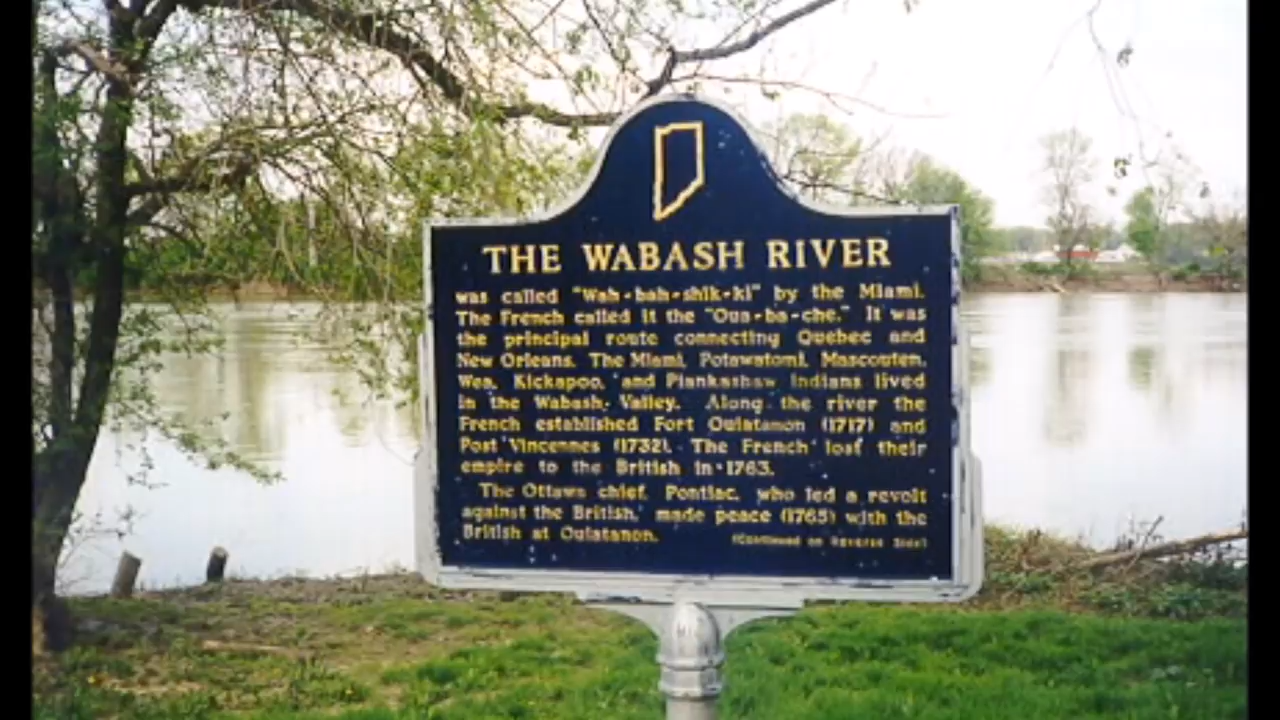 THE WABASH RIVER
was called "Wah-bah-shik-ki" by the Miami.
The French called it the "Oua-ba-che." It was
the principal route connecting Quebec and
New Orleans. The Miami, Potawatomi, Mascouten,
Wea, Kickapoo, and Piankashaw Indians lived
in the Wabash Valley. Along the river the
French established Fort Ouiatanon (1717) and
Post Vincennes (1732). The French lost their
empire to the British in 1763.
The Ottawa chief, Pontiac, who led a revolt
against the British, made peace (1765) with the
British at Ouiatanon.
(Continued on Reverse Side)